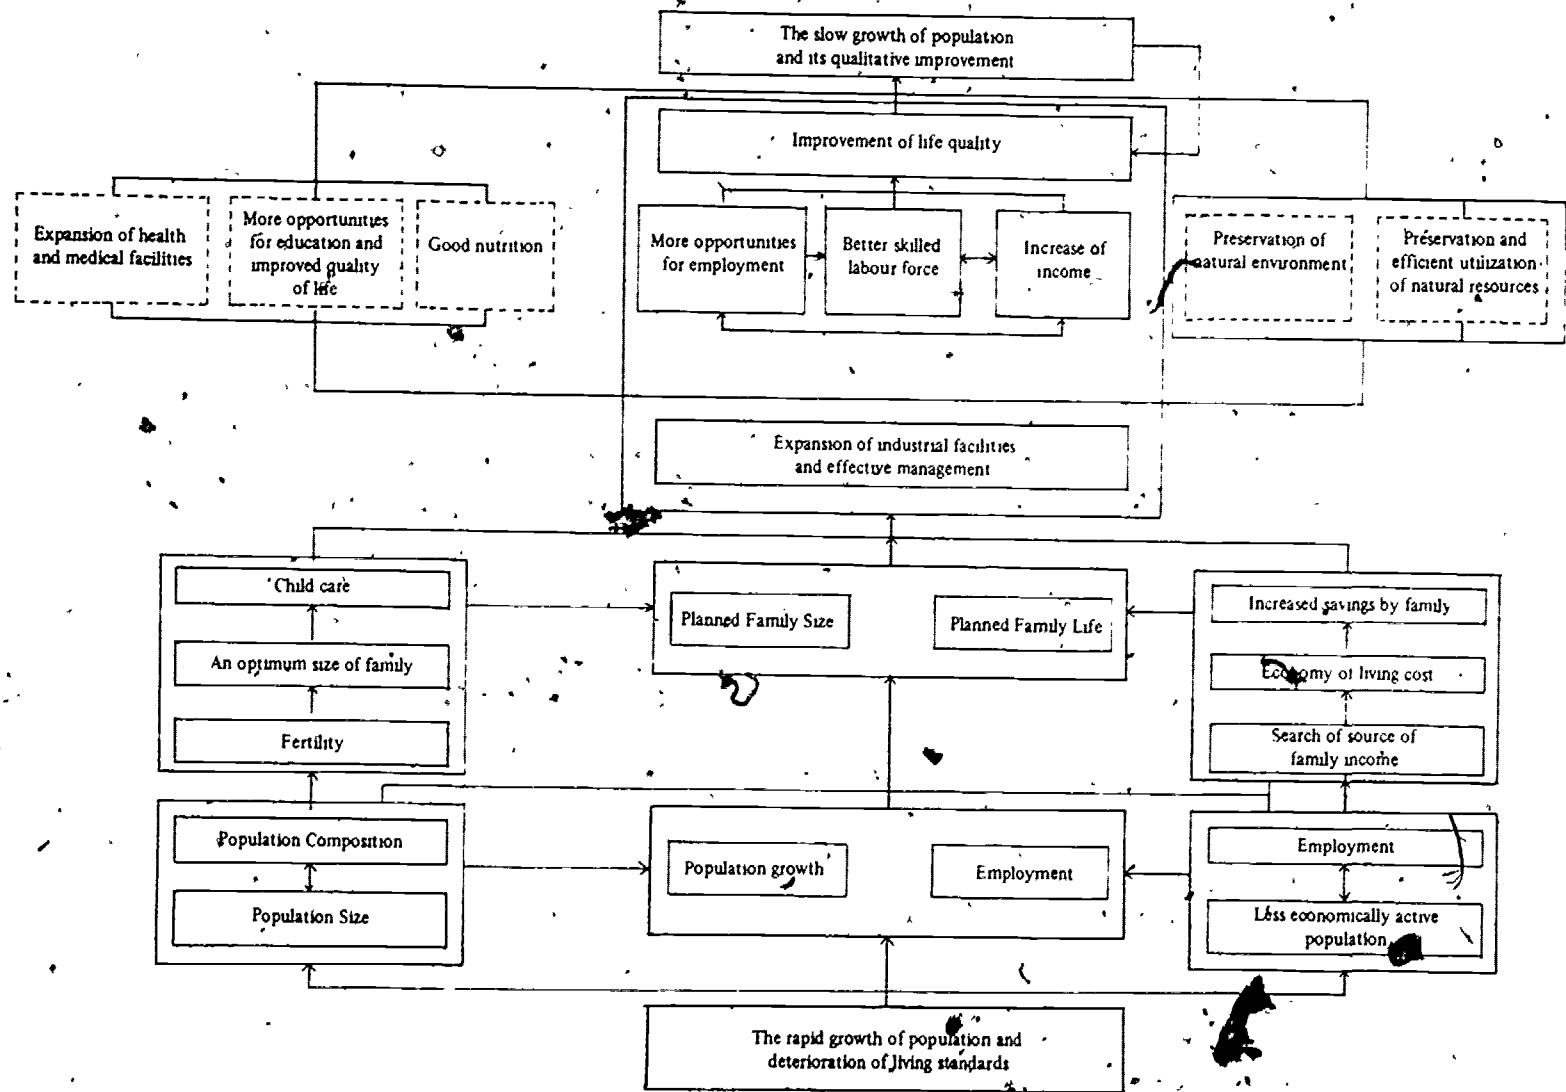 The slow growth of population
and its qualitative improvement
Improvement of life quality
Expansion of health
and medical facilities
More opportunities
for education and
improved quality
of life
Good nutrition
More opportunities
for employment
Better skilled
labour force
Increase of
income
Preservation of
natural environment
Preservation and
efficient utilization
of natural resources
Expansion of industrial facilities
and effective management
Child care
An optimum size of family
Fertility
Planned Family Size
Planned Family Life
Increased savings by family
Economy of living cost
Search of source of
family income
Population Composition
Population Size
Population growth
Employment
Employment
Less economically active
population
The rapid growth of population and
deterioration of living standards